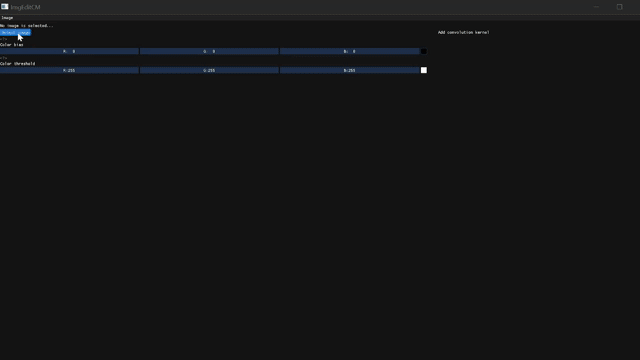 ImgEditCM
Image
No image is selected...
Select image
Add convolution kernel
Color bias
R: 0 G: 0 B: 0
Color threshold
R:255 G:255 B:255